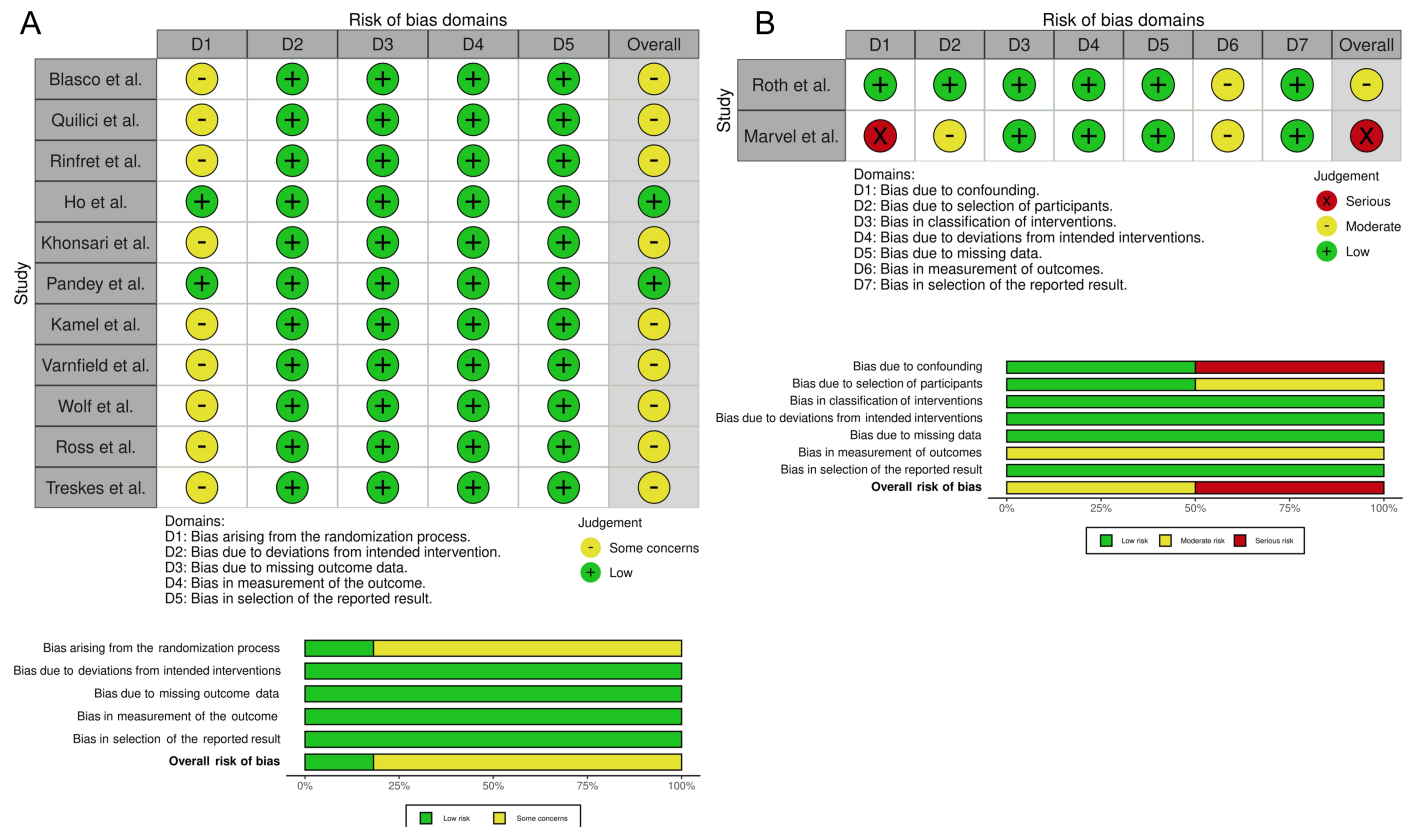 A
Risk of bias domains
D1 D2 D3 D4 D5 Overall
Study
Blasco et al. - + + + + -
Quilici et al. - + + + + -
Rinfret et al. - + + + + -
Ho et al. + + + + + +
Khonsari et al. - + + + + -
Pandey et al. + + + + + +
Kamel et al. - + + + + -
Varnfield et al. - + + + + -
Wolf et al. - + + + + -
Ross et al. - + + + + -
Treskes et al. - + + + + -
Domains:
D1: Bias arising from the randomization process.
D2: Bias due to deviations from intended intervention.
D3: Bias due to missing outcome data.
D4: Bias in measurement of the outcome.
D5: Bias in selection of the reported result.
Judgement
- Some concerns
+ Low
Bias arising from the randomization process
Bias due to deviations from intended interventions
Bias due to missing outcome data
Bias in measurement of the outcome
Bias in selection of the reported result
Overall risk of bias
0% 25% 50% 75% 100%
Low risk Some concerns
B
Risk of bias domains
D1 D2 D3 D4 D5 D6 D7 Overall
Study
Roth et al. + + + + + - + -
Marvel et al. X - + + + - + X
Domains:
D1: Bias due to confounding.
D2: Bias due to selection of participants.
D3: Bias in classification of interventions.
D4: Bias due to deviations from intended interventions.
D5: Bias due to missing data.
D6: Bias in measurement of outcomes.
D7: Bias in selection of the reported result.
Judgement
X Serious
- Moderate
+ Low
Bias due to confounding
Bias due to selection of participants
Bias in classification of interventions
Bias due to deviations from intended interventions
Bias due to missing data
Bias in measurement of outcomes
Bias in selection of the reported result
Overall risk of bias
0% 25% 50% 75% 100%
Low risk Moderate risk Serious risk